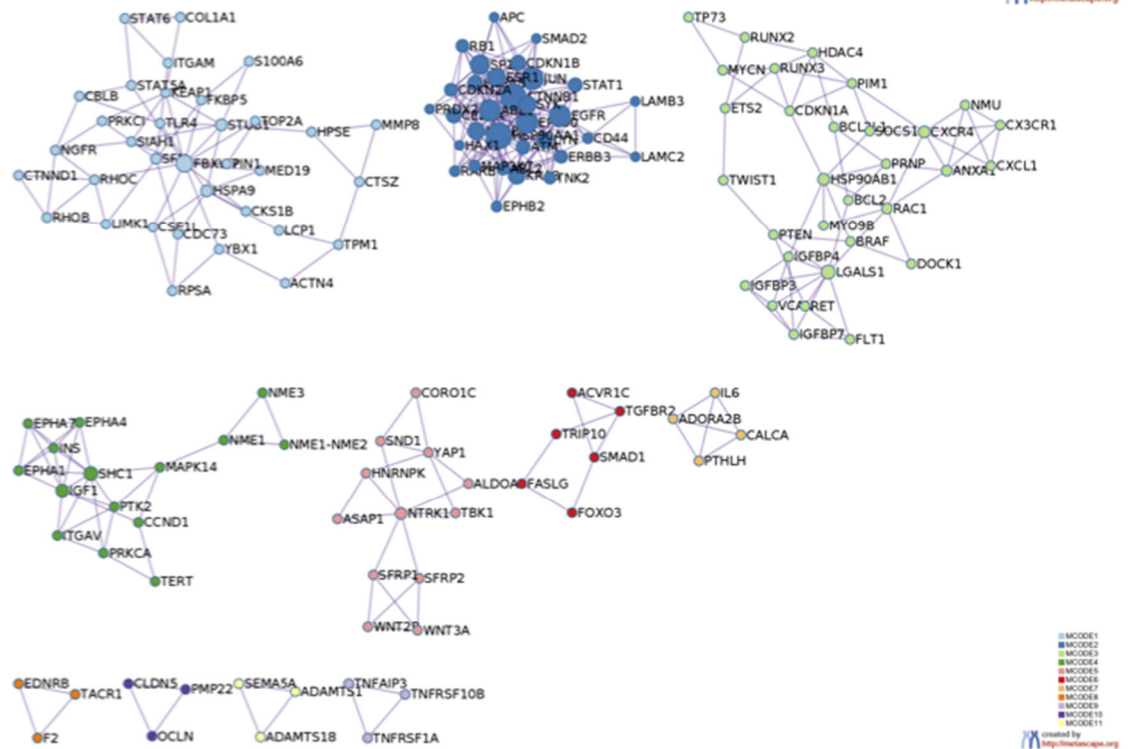 http://metascape.org
STAT6
COL1A1
ITGAM
S100A6
STAT5A
KEAP1
FKBP5
CBLB
PRKCI
TLR4
STUB1
TOP2A
HPSE
MMP8
SIAH1
NGFR
PIN1
MED19
CTNND1
RHOC
HSPA9
CTSZ
RHOB
LIMK1
CSE1L
CKS1B
CDC73
LCP1
YBX1
TPM1
ACTN4
RPSA
APC
SMAD2
RB1
CDKN1B
ESR1
JUN
STAT1
CDKN2A
CTNNB1
LAMB3
EGFR
HSP90AA1
CD44
HAX1
ATM
ERBB3
LAMC2
TNK2
EPHB2
TP73
RUNX2
HDAC4
MYCN
RUNX3
PIM1
NMU
ETS2
CDKN1A
BCL2L1
SOCS1
CXCR4
CX3CR1
PRNP
CXCL1
ANXA1
TWIST1
HSP90AB1
BCL2
RAC1
MYO9B
PTEN
BRAF
IGFBP4
DOCK1
LGALS1
IGFBP3
RET
IGFBP7
FLT1
NME3
EPHA7
EPHA4
NME1
NME1-NME2
INS
EPHA1
SHC1
MAPK14
IGF1
PTK2
CCND1
ITGAV
PRKCA
TERT
CORO1C
SND1
YAP1
HNRNPK
ALDOA
ASAP1
NTRK1
TBK1
SFRP1
SFRP2
WNT3A
ACVR1C
TGFBR2
TRIP10
SMAD1
FASLG
FOXO3
IL6
ADORA2B
CALCA
PTHLH
EDNRB
TACR1
F2
CLDN5
PMP22
OCLN
SEMA5A
ADAMTS1
ADAMTS18
TNFAIP3
TNFRSF10B
TNFRSF1A
MCODE1
MCODE2
MCODE3
MCODE4
MCODE5
MCODE6
MCODE7
MCODE8
MCODE9
MCODE10
MCODE11
created by
http://metascape.org